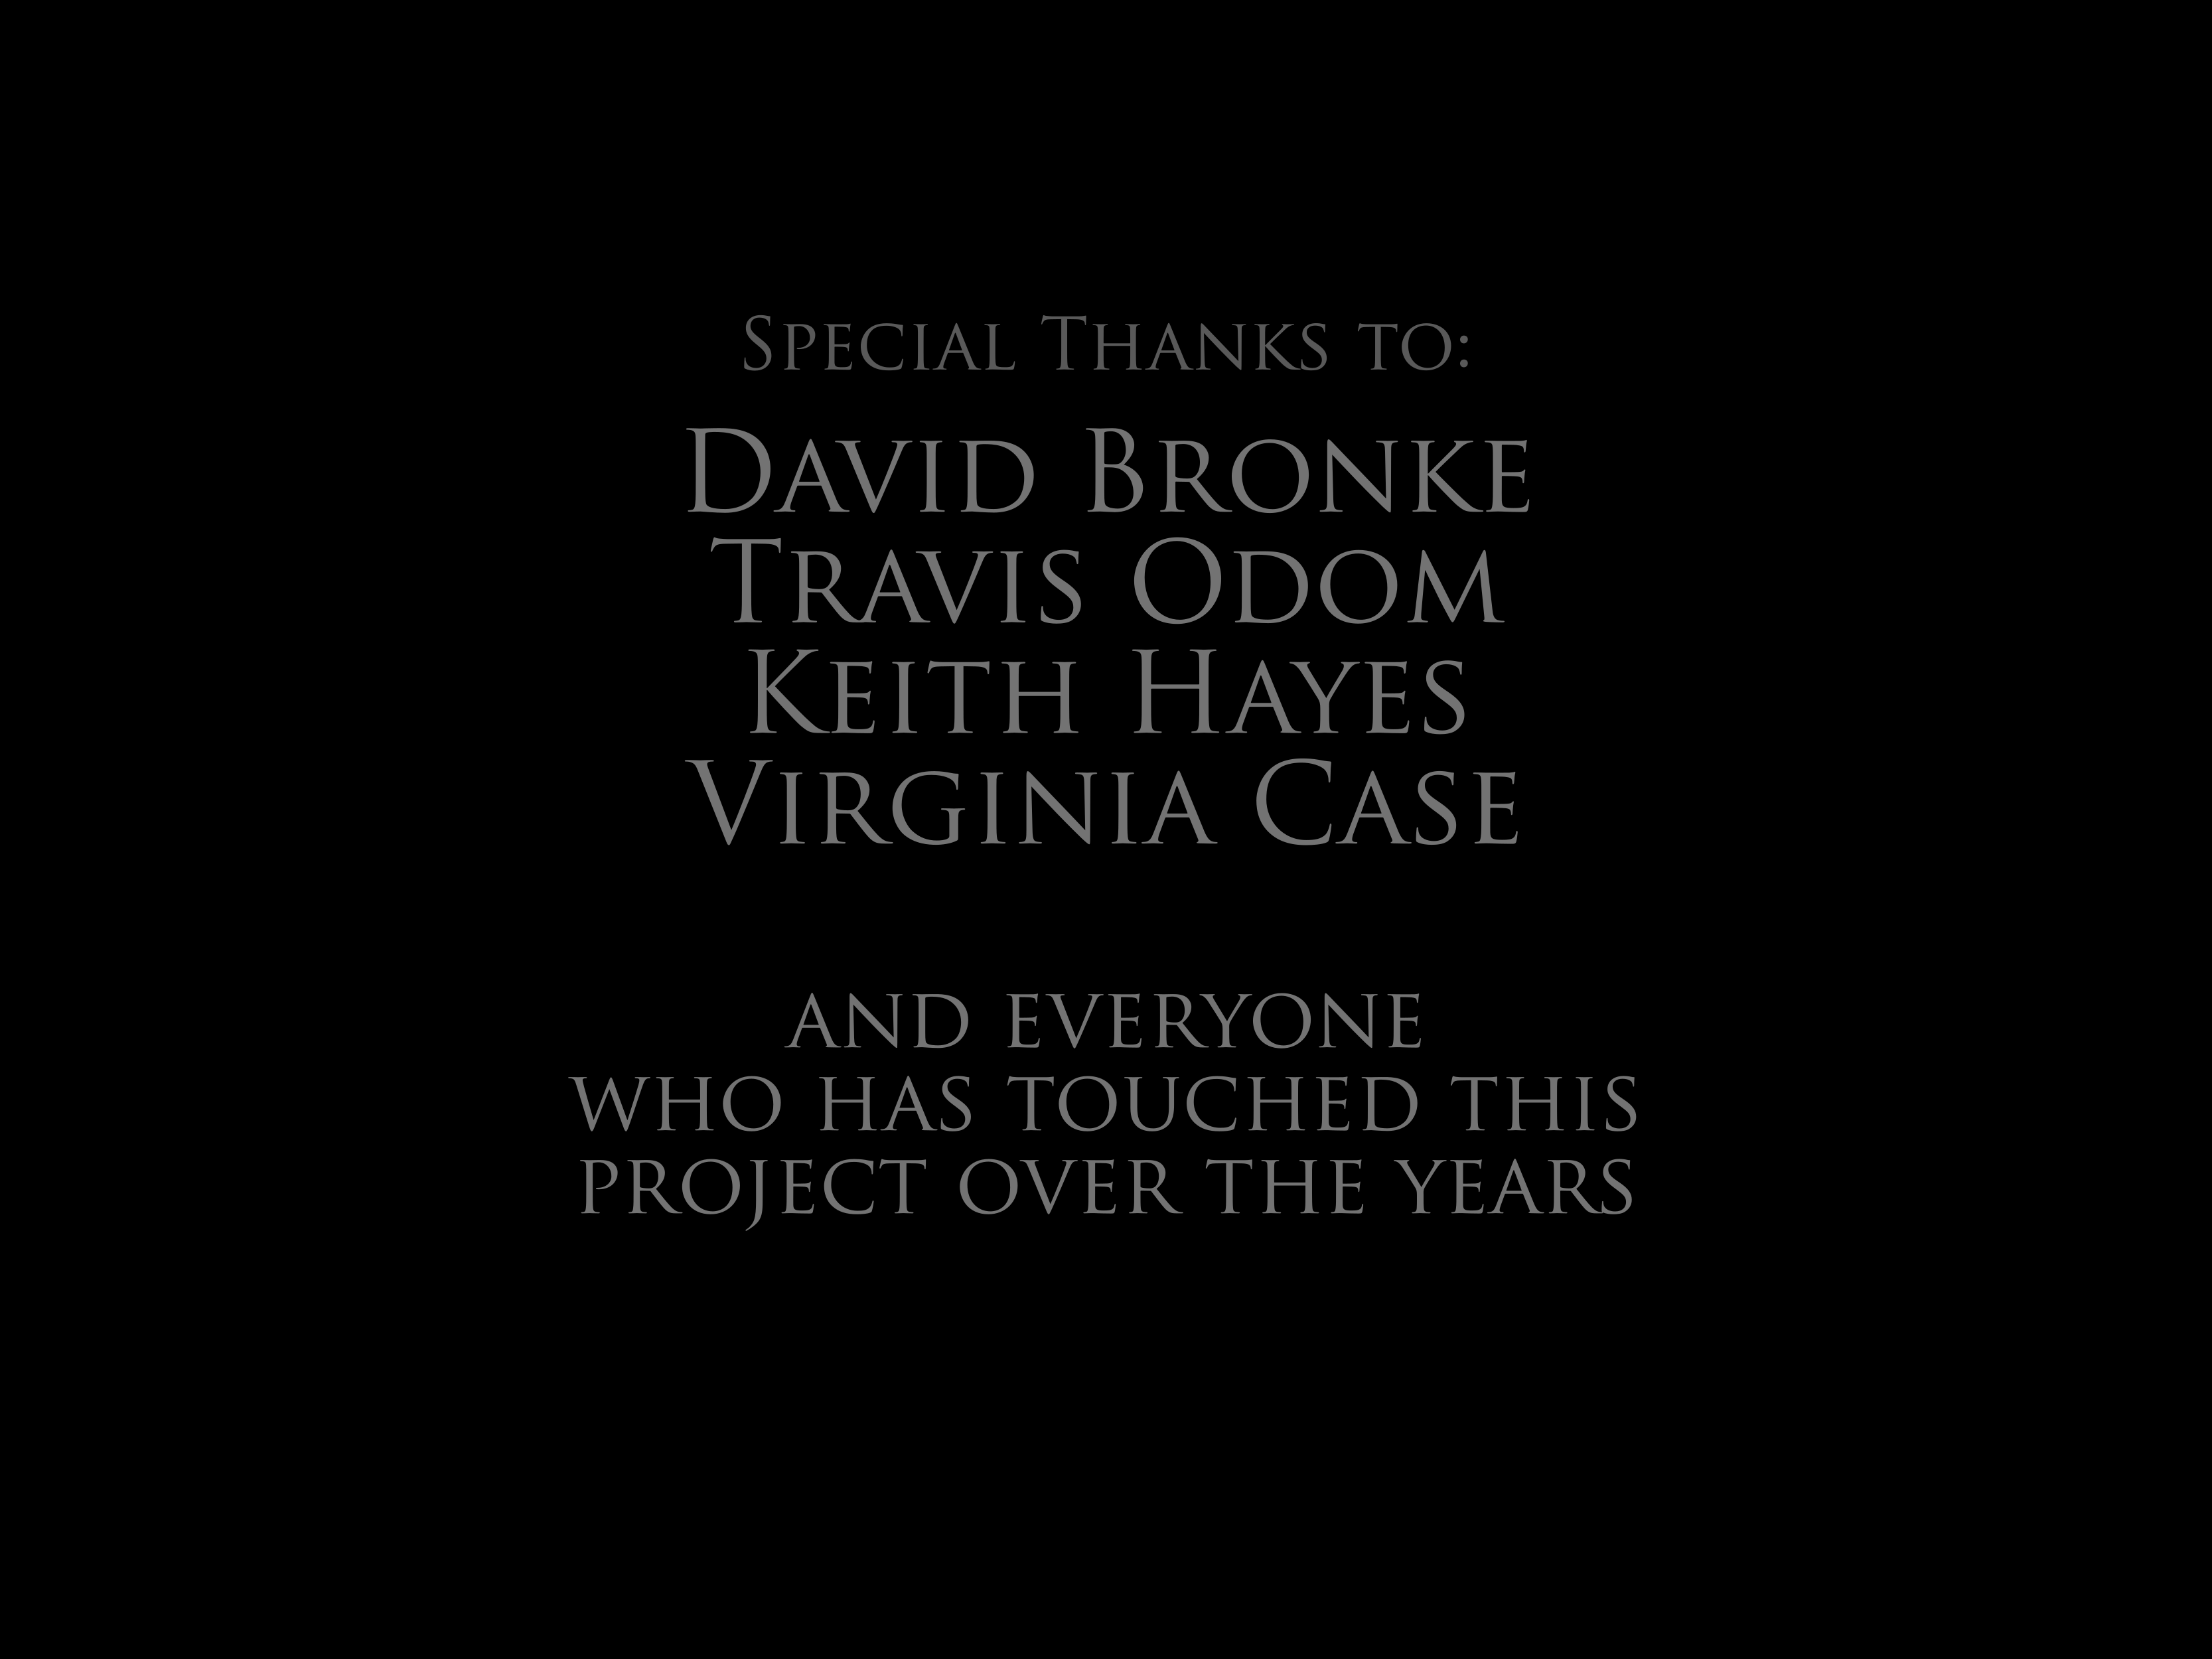 Special Thanks to:
David Bronke
Travis Odom
Keith Hayes
Virginia Case
and everyone
who has touched this
project over the years